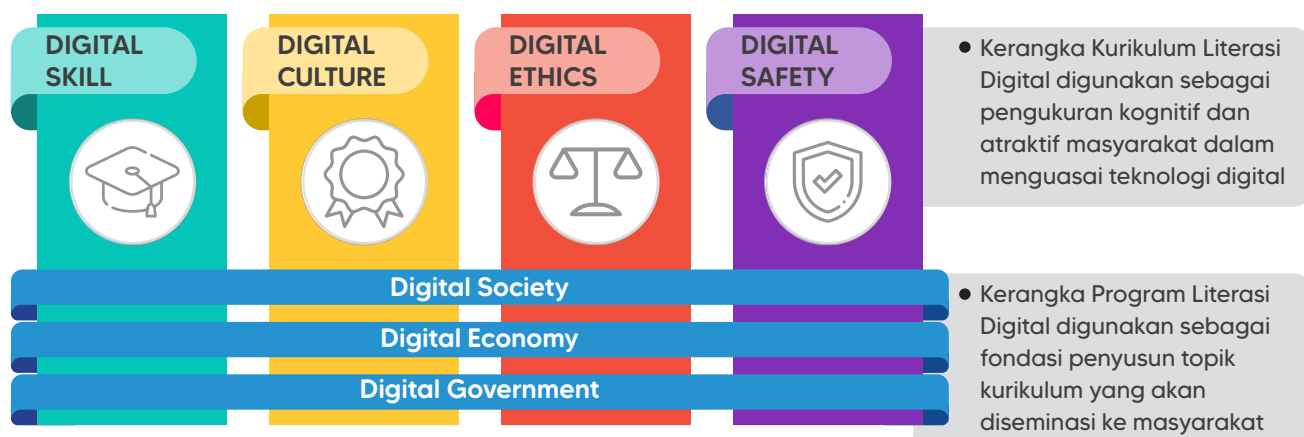 DIGITAL
SKILL
DIGITAL
CULTURE
DIGITAL
ETHICS
DIGITAL
SAFETY
• Kerangka Kurikulum Literasi
Digital digunakan sebagai
pengukuran kognitif dan
atraktif masyarakat dalam
menguasai teknologi digital
Digital Society
Digital Economy
Digital Government
• Kerangka Program Literasi
Digital digunakan sebagai
fondasi penyusun topik
kurikulum yang akan
diseminasi ke masyarakat